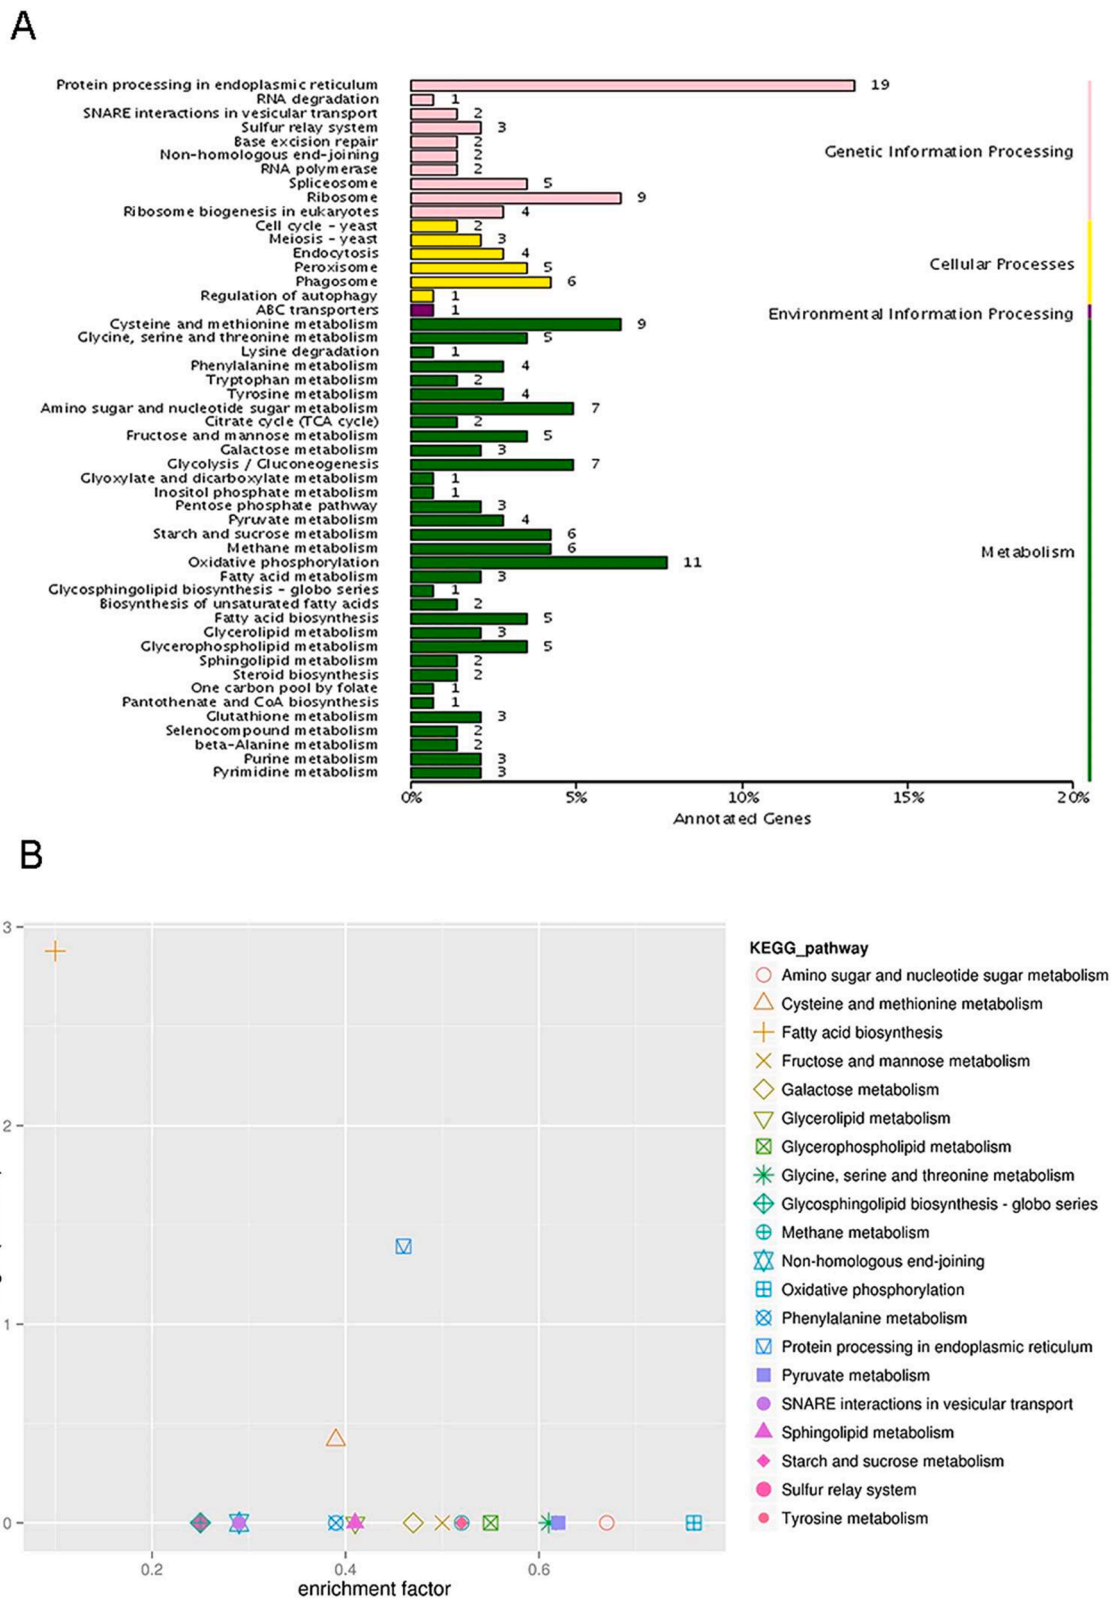 A
Protein processing in endoplasmic reticulum 19
RNA degradation 1
SNARE interactions in vesicular transport 2
Sulfur relay system 3
Base excision repair 2
Non-homologous end-joining 2
Genetic Information Processing
RNA polymerase 2
Spliceosome 5
Ribosome 9
Ribosome biogenesis in eukaryotes 4
Cell cycle - yeast 2
Meiosis - yeast 3
Endocytosis 4
Cellular Processes
Peroxisome 5
Phagosome 6
Regulation of autophagy 1
ABC transporters 1
Environmental Information Processing
Cysteine and methionine metabolism 9
Glycine, serine and threonine metabolism 5
Lysine degradation 1
Phenylalanine metabolism 4
Tryptophan metabolism 2
Tyrosine metabolism 4
Amino sugar and nucleotide sugar metabolism 7
Citrate cycle (TCA cycle) 2
Fructose and mannose metabolism 5
Galactose metabolism 3
Glycolysis / Gluconeogenesis 7
Glyoxylate and dicarboxylate metabolism 1
Inositol phosphate metabolism 1
Pentose phosphate pathway 3
Pyruvate metabolism 4
Starch and sucrose metabolism 6
Methane metabolism 6
Metabolism
Oxidative phosphorylation 11
Fatty acid metabolism 3
Glycosphingolipid biosynthesis - globo series 1
Biosynthesis of unsaturated fatty acids 2
Fatty acid biosynthesis 5
Glycerolipid metabolism 3
Glycerophospholipid metabolism 5
Sphingolipid metabolism 2
Steroid biosynthesis 2
One carbon pool by folate 1
Pantothenate and CoA biosynthesis 1
Glutathione metabolism 3
Selenocompound metabolism 2
beta-Alanine metabolism 2
Purine metabolism 3
Pyrimidine metabolism 3
0% 5% 10% 15% 20%
Annotated Genes
B
3
2
1
0
0.2 0.4 0.6
enrichment factor
KEGG_pathway
Amino sugar and nucleotide sugar metabolism
Cysteine and methionine metabolism
Fatty acid biosynthesis
Fructose and mannose metabolism
Galactose metabolism
Glycerolipid metabolism
Glycerophospholipid metabolism
Glycine, serine and threonine metabolism
Glycosphingolipid biosynthesis - globo series
Methane metabolism
Non-homologous end-joining
Oxidative phosphorylation
Phenylalanine metabolism
Protein processing in endoplasmic reticulum
Pyruvate metabolism
SNARE interactions in vesicular transport
Sphingolipid metabolism
Starch and sucrose metabolism
Sulfur relay system
Tyrosine metabolism